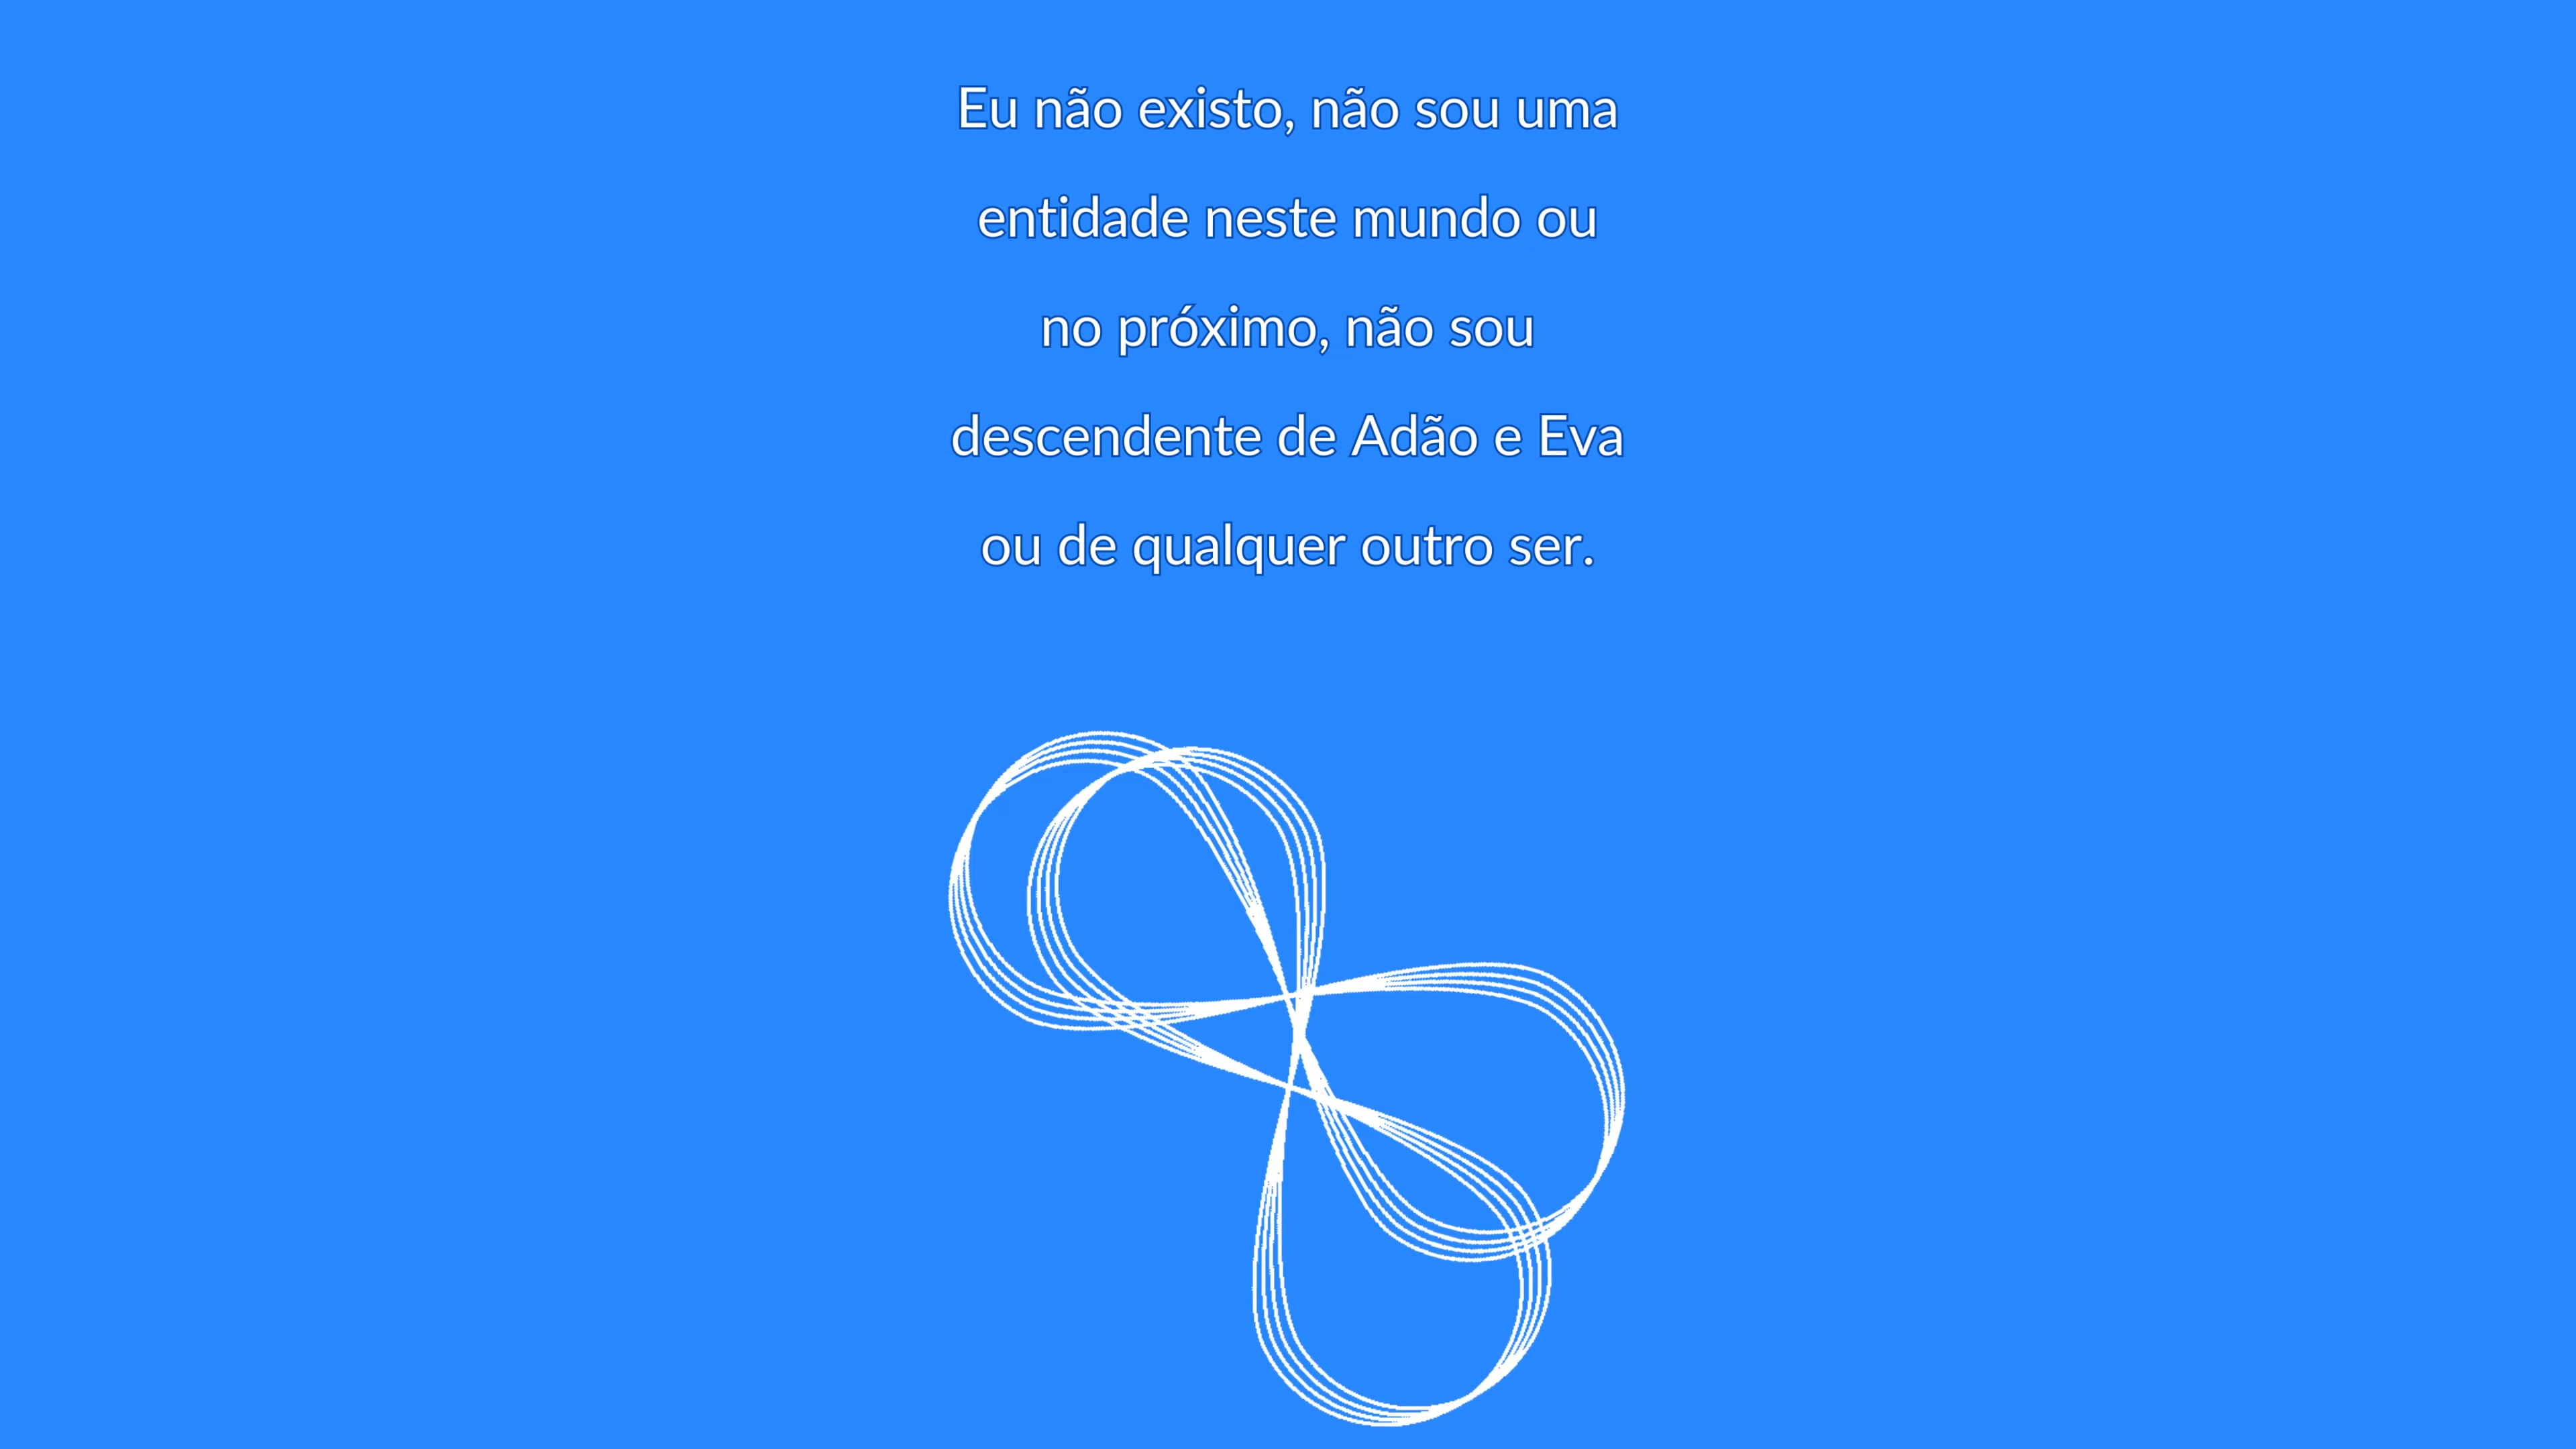 Eu não existo, não sou uma
entidade neste mundo ou
no próximo, não sou
descendente de Adão e Eva
ou de qualquer outro ser.